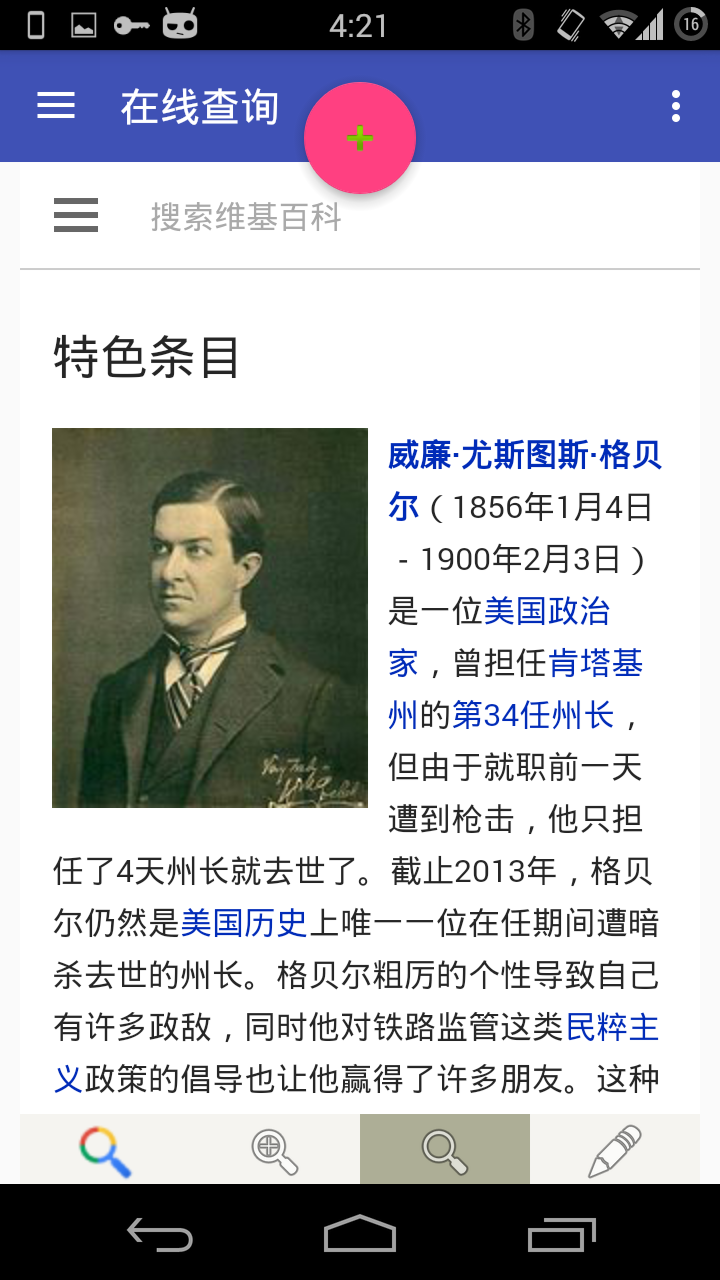 4:21
16
在线查询
搜索维基百科
特色条目
威廉·尤斯图斯·格贝
尔（1856年1月4日
- 1900年2月3日）
是一位美国政治
家，曾担任肯塔基
州的第34任州长，
但由于就职前一天
遭到枪击，他只担
任了4天州长就去世了。截止2013年，格贝
尔仍然是美国历史上唯一一位在任期间遭暗
杀去世的州长。格贝尔粗厉的个性导致自己
有许多政敌，同时他对铁路监管这类民粹主
义政策的倡导也让他赢得了许多朋友。这种